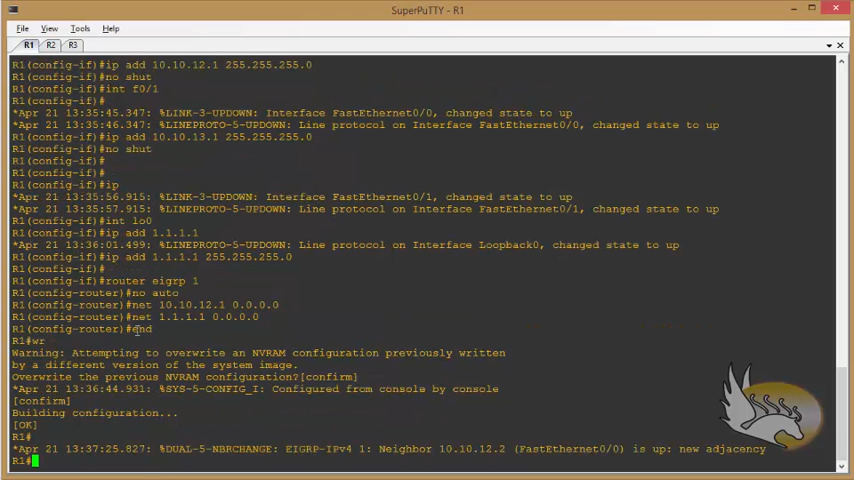 SuperPuTTY - R1
File View Tools Help
R1 R2 R3
R1(config-if)#ip add 10.10.12.1 255.255.255.0
R1(config-if)#no shut
R1(config-if)#int f0/1
R1(config-if)#
*Apr 21 13:35:45.347: %LINK-3-UPDOWN: Interface FastEthernet0/0, changed state to up
*Apr 21 13:35:46.347: %LINEPROTO-5-UPDOWN: Line protocol on Interface FastEthernet0/0, changed state to up
R1(config-if)#ip add 10.10.13.1 255.255.255.0
R1(config-if)#no shut
R1(config-if)#
R1(config-if)#
R1(config-if)#ip
*Apr 21 13:35:56.915: %LINK-3-UPDOWN: Interface FastEthernet0/1, changed state to up
*Apr 21 13:35:57.915: %LINEPROTO-5-UPDOWN: Line protocol on Interface FastEthernet0/1, changed state to up
R1(config-if)#int lo0
R1(config-if)#ip add 1.1.1.1
*Apr 21 13:36:01.499: %LINEPROTO-5-UPDOWN: Line protocol on Interface Loopback0, changed state to up
R1(config-if)#ip add 1.1.1.1 255.255.255.0
R1(config-if)#
R1(config-if)#router eigrp 1
R1(config-router)#no auto
R1(config-router)#net 10.10.12.1 0.0.0.0
R1(config-router)#net 1.1.1.1 0.0.0.0
R1(config-router)#end
R1#wr
Warning: Attempting to overwrite an NVRAM configuration previously written
by a different version of the system image.
Overwrite the previous NVRAM configuration?[confirm]
*Apr 21 13:36:44.931: %SYS-5-CONFIG_I: Configured from console by console
[confirm]
Building configuration...
[OK]
R1#
*Apr 21 13:37:25.827: %DUAL-5-NBRCHANGE: EIGRP-IPv4 1: Neighbor 10.10.12.2 (FastEthernet0/0) is up: new adjacency
R1#